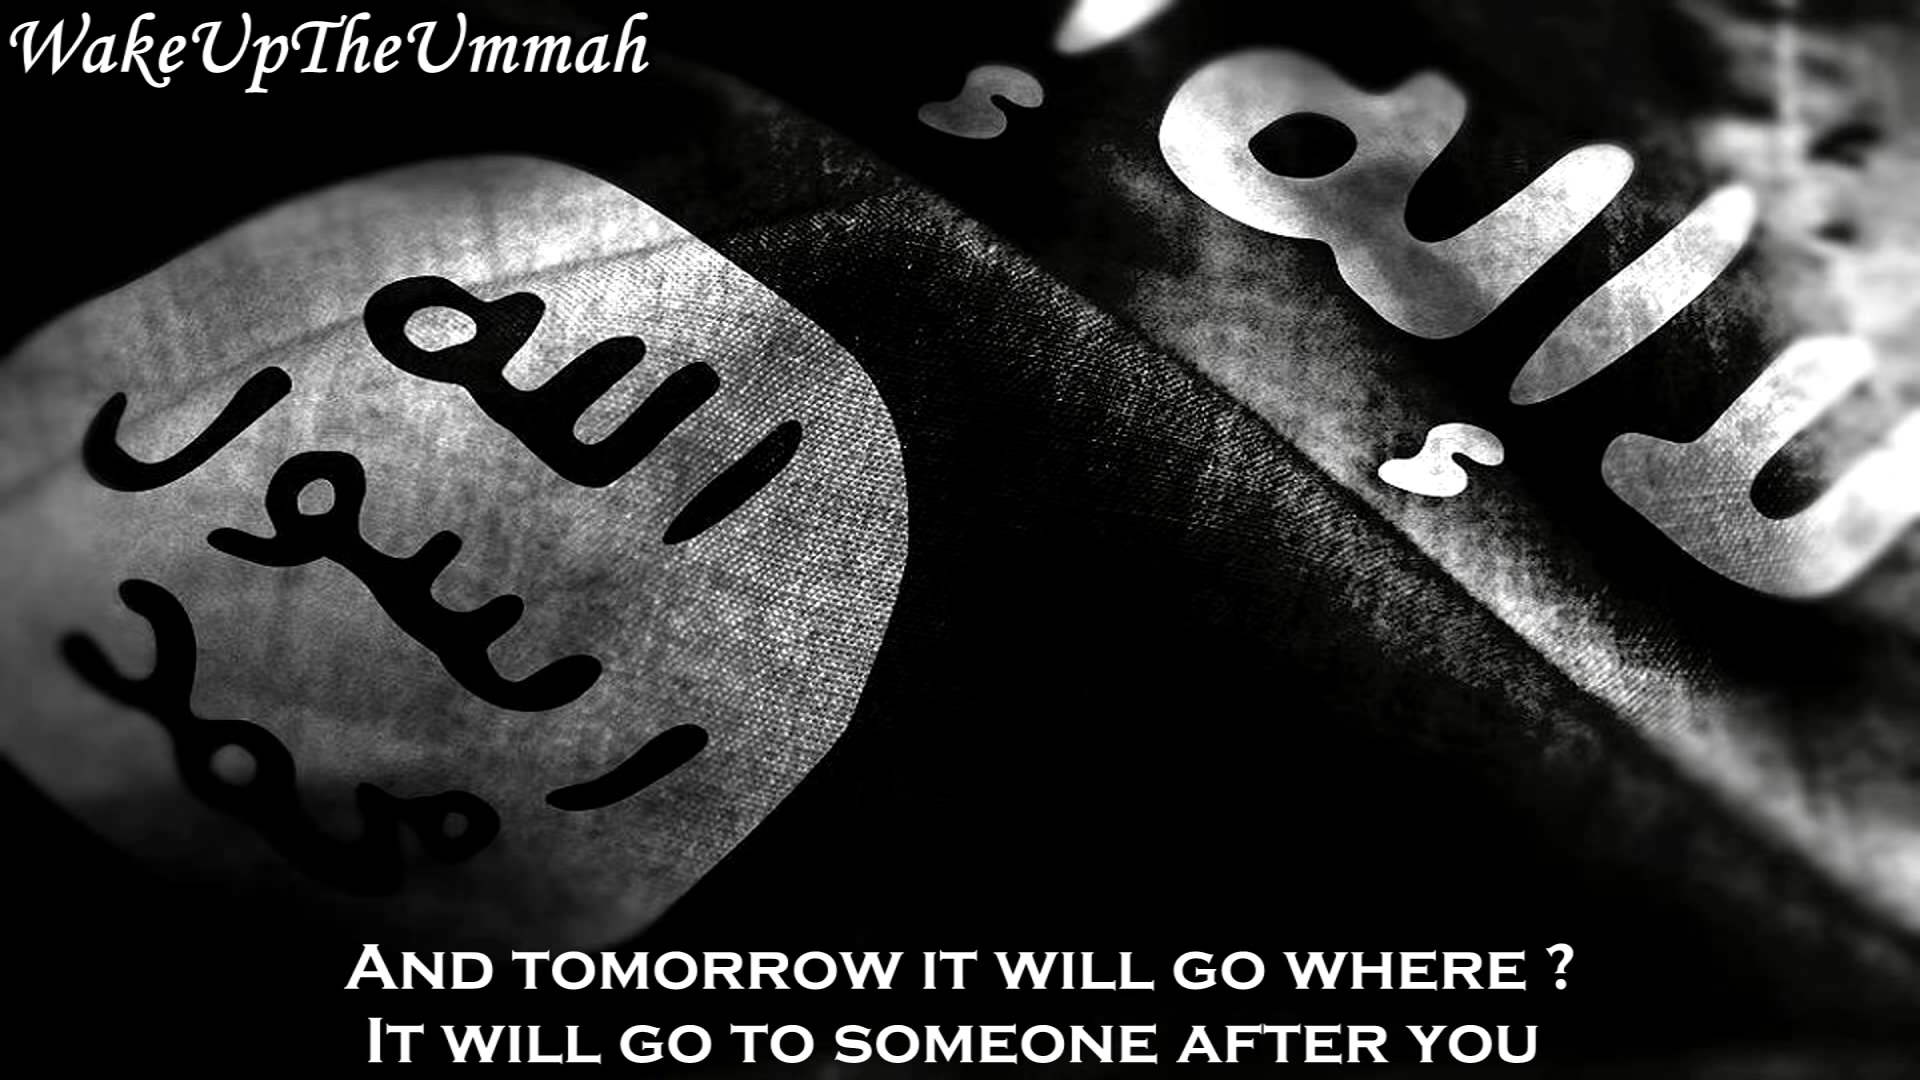 WakeUpTheUmmah
الله
رسول
محمد
AND TOMORROW IT WILL GO WHERE ?
IT WILL GO TO SOMEONE AFTER YOU